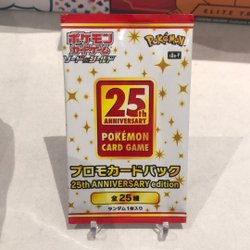 ポケモン
カードゲーム
ソード&シールド
Pokémon
25th
ANNIVERSARY
POKÉMON
CARD GAME
プロモカードパック
25th ANNIVERSARY edition
全25種
ランダム1枚入り
ELITE